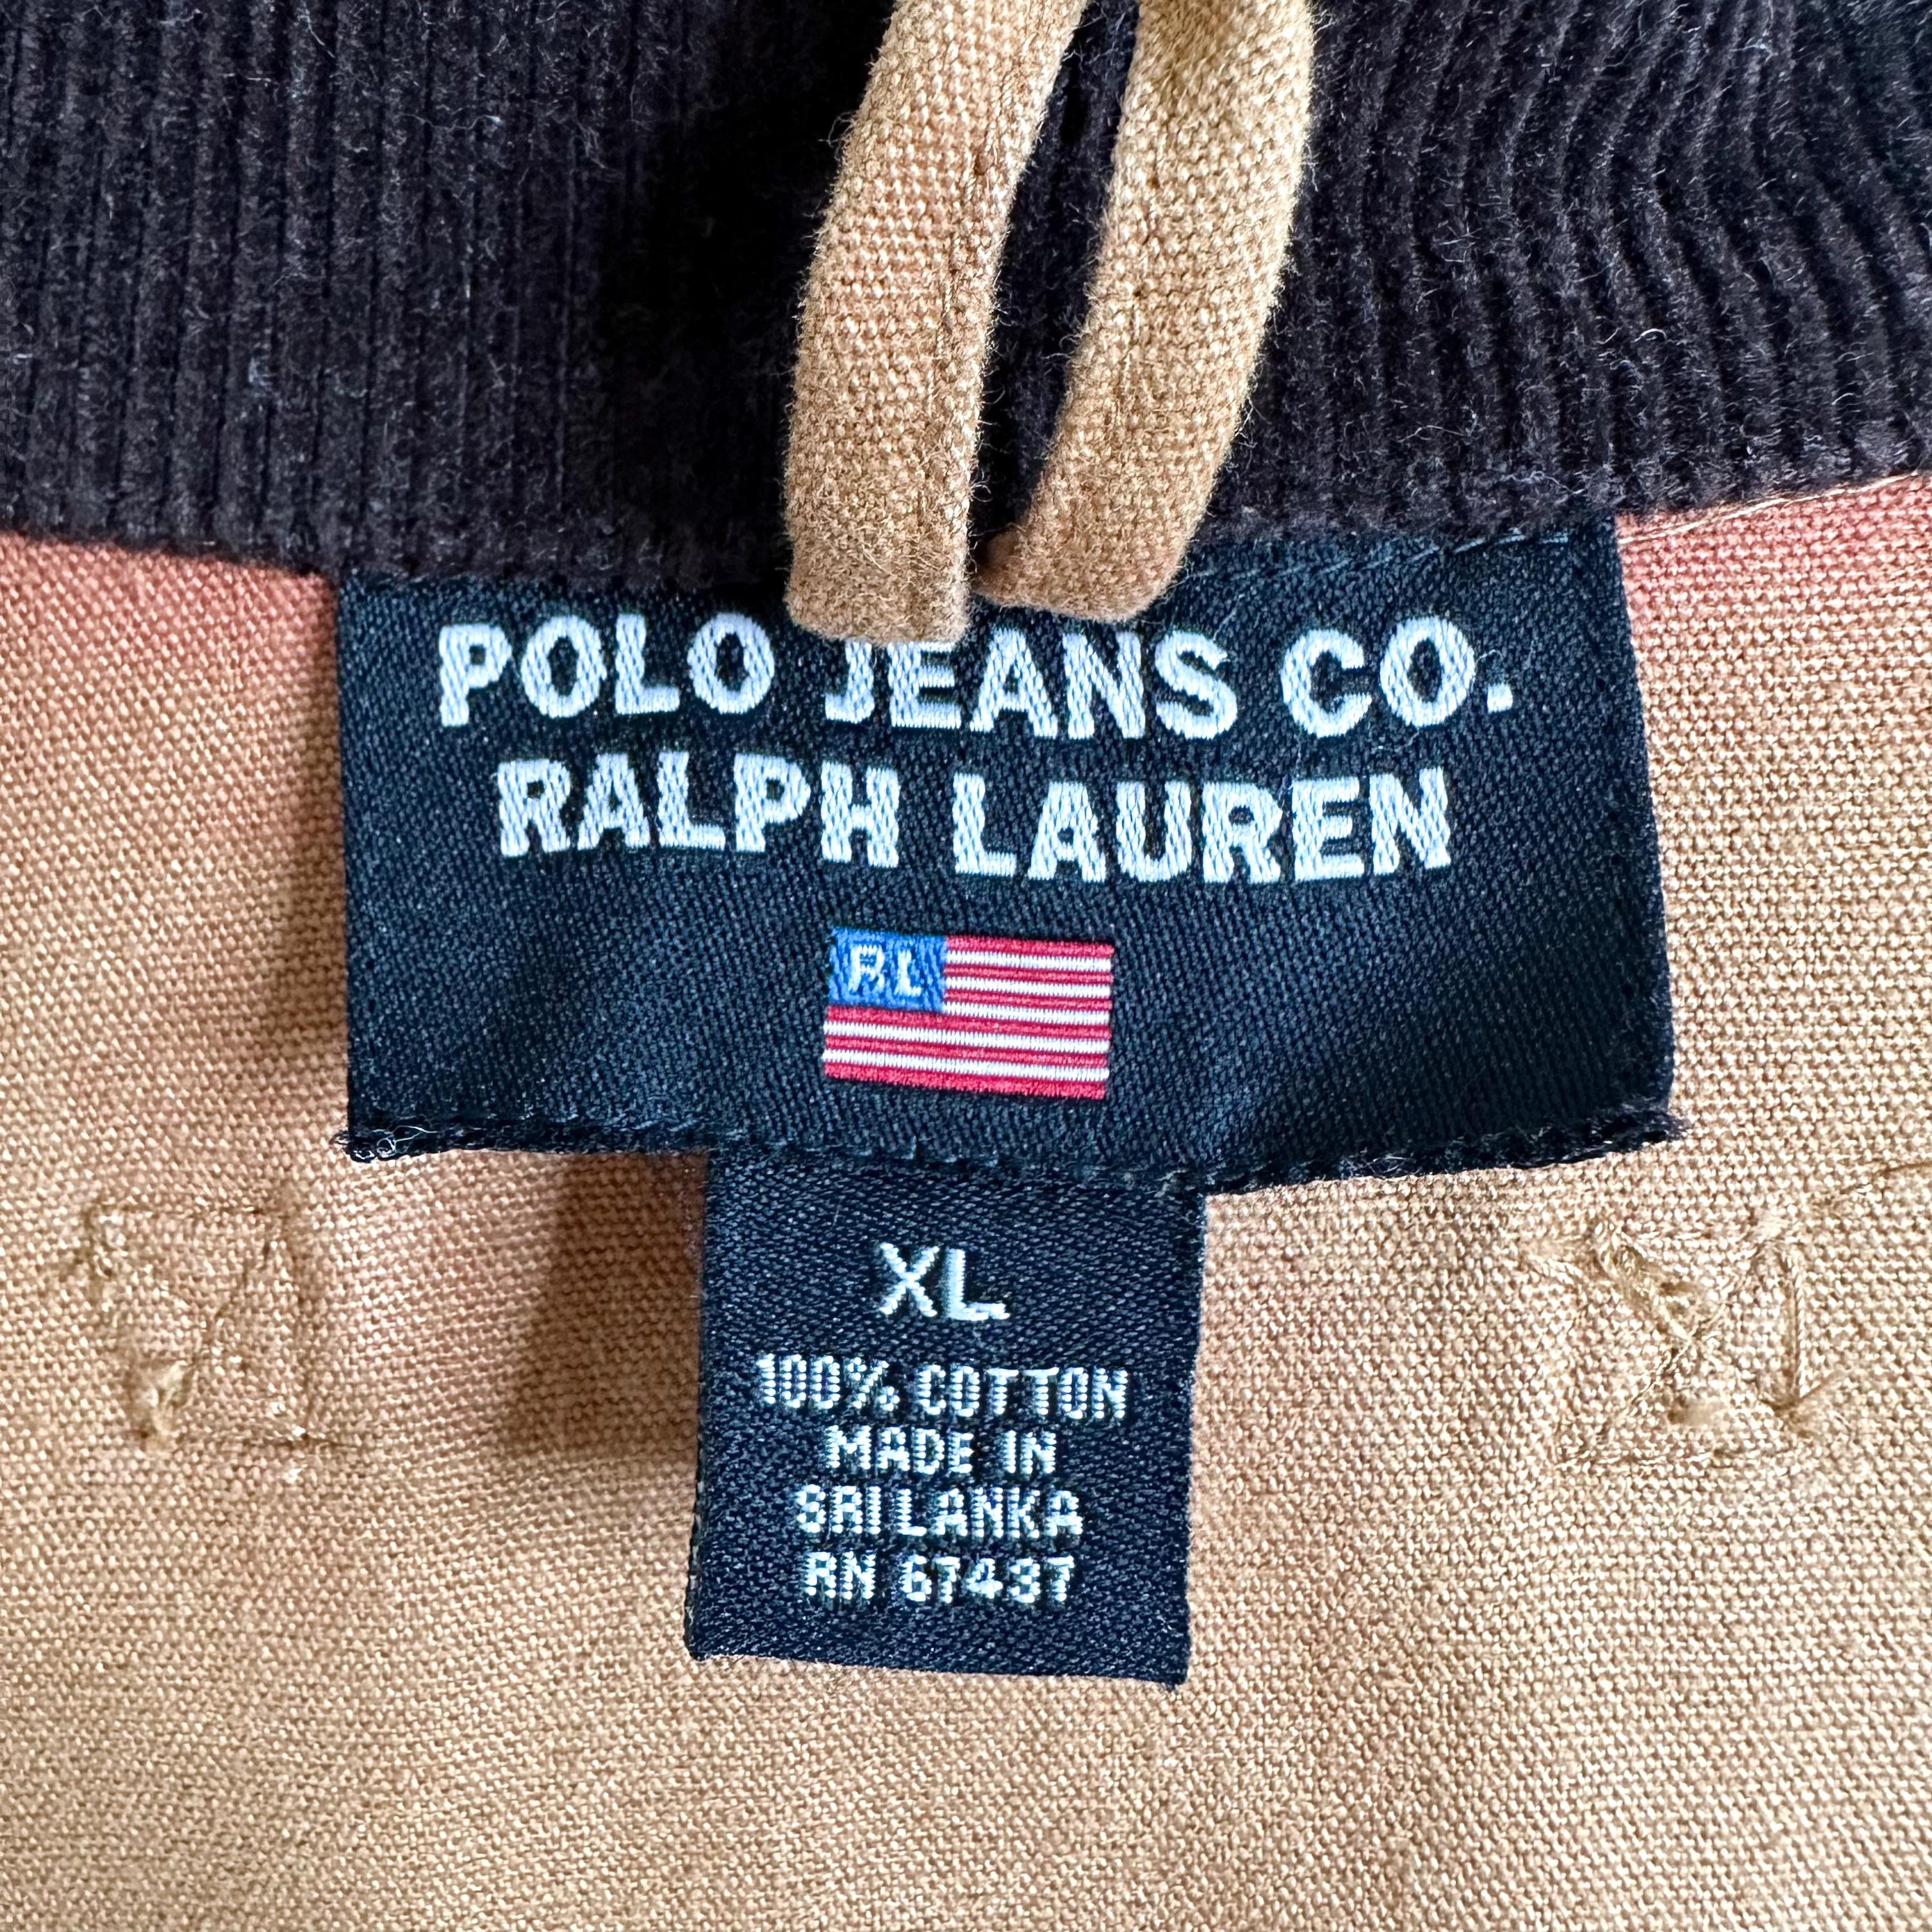 POLO JEANS CO.
RALPH LAUREN
RL
XL
100% COTTON
MADE IN
SRI LANKA
RN 67437